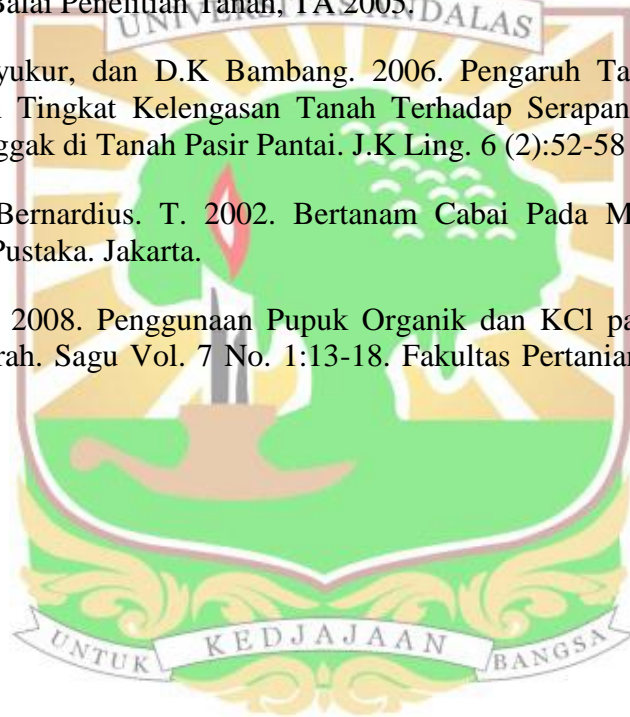 Balai Penelitian Tanah, TA 2005.
UNIVERSITAS ANDALAS
yukur, dan D.K Bambang. 2006. Pengaruh Ta
Tingkat Kelengasan Tanah Terhadap Serapan
ggak di Tanah Pasir Pantai. J.K Ling. 6 (2):52-58
Bernardius. T. 2002. Bertanam Cabai Pada M
Pustaka. Jakarta.
2008. Penggunaan Pupuk Organik dan KCl pa
rah. Sagu Vol. 7 No. 1:13-18. Fakultas Pertanian
UNTUK KEDJAJAAN BANGSA